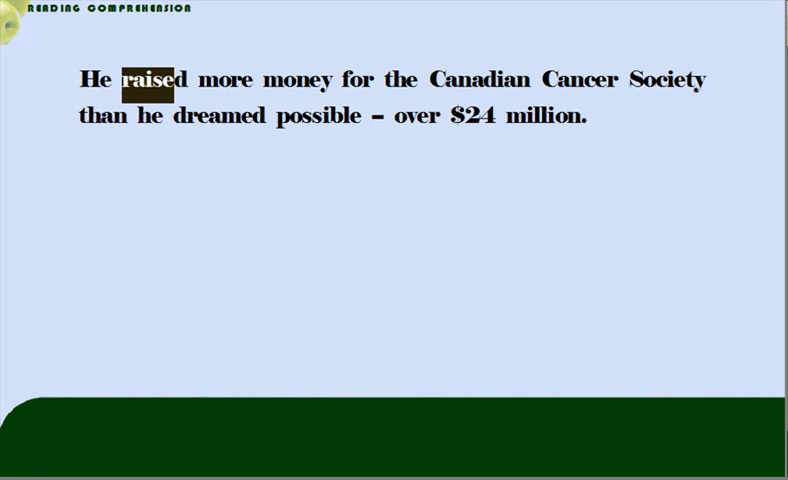 READING COMPREHENSION
He raised more money for the Canadian Cancer Society
than he dreamed possible – over $24 million.